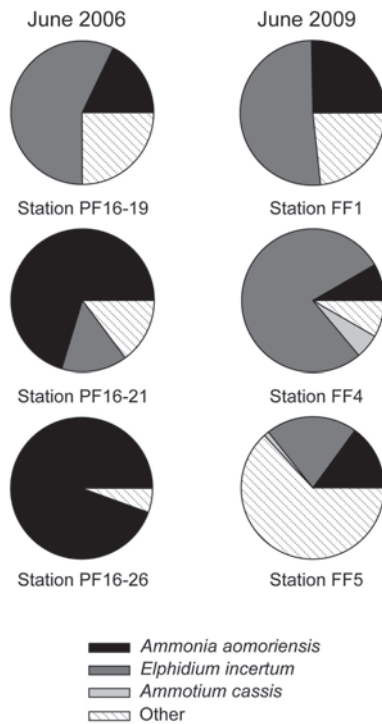 June 2006 June 2009
Station PF16-19 Station FF1
Station PF16-21 Station FF4
Station PF16-26 Station FF5
Ammonia aomoriensis
Elphidium incertum
Ammotium cassis
Other